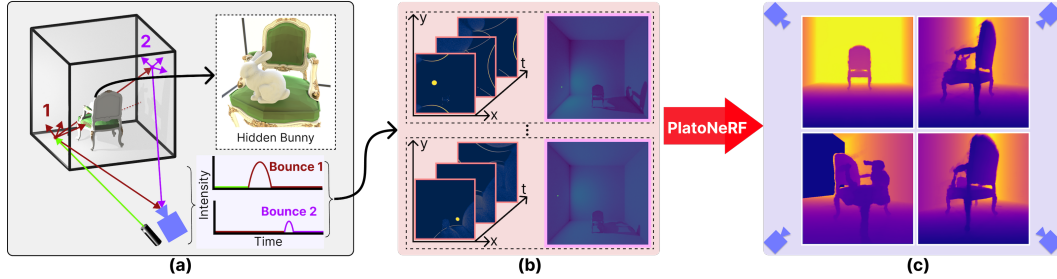 2
1
Hidden Bunny
Intensity
Bounce 1
Bounce 2
Time
(a)
y
t
x
y
t
x
(b)
PlatoNeRF
(c)